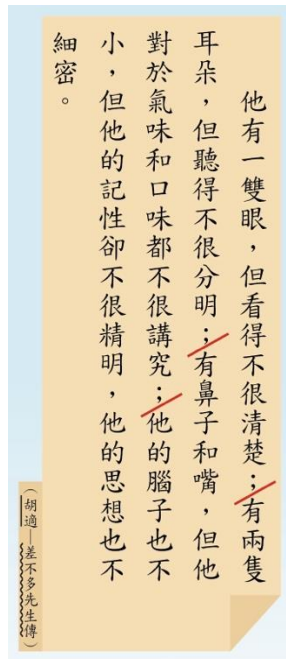 他有一雙眼，但看得不很清楚；有兩隻
耳朵，但聽得不很分明；有鼻子和嘴，但他
對於氣味和口味都不很講究；他的腦子也不
小，但他的記性卻不很精明，他的思想也不
細密。
（胡適—差不多先生傳）